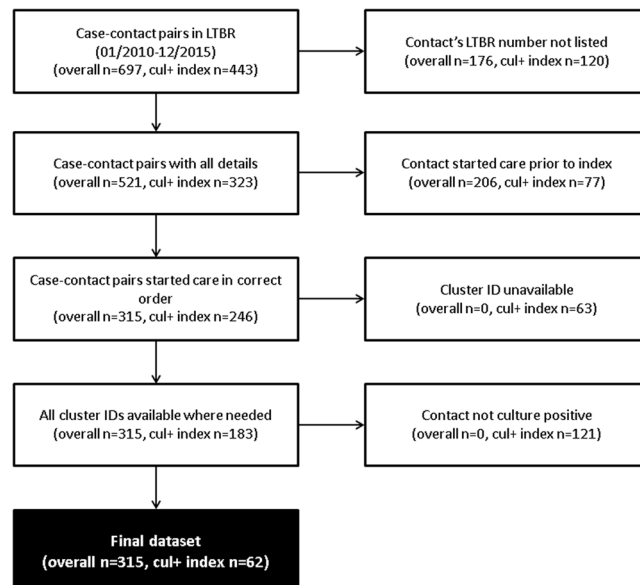 Case-contact pairs in LTBR
(01/2010-12/2015)
(overall n=697, cul+ index n=443)
Contact's LTBR number not listed
(overall n=176, cul+ index n=120)
Case-contact pairs with all details
(overall n=521, cul+ index n=323)
Contact started care prior to index
(overall n=206, cul+ index n=77)
Case-contact pairs started care in correct
order
(overall n=315, cul+ index n=246)
Cluster ID unavailable
(overall n=0, cul+ index n=63)
All cluster IDs available where needed
(overall n=315, cul+ index n=183)
Contact not culture positive
(overall n=0, cul+ index n=121)
Final dataset
(overall n=315, cul+ index n=62)